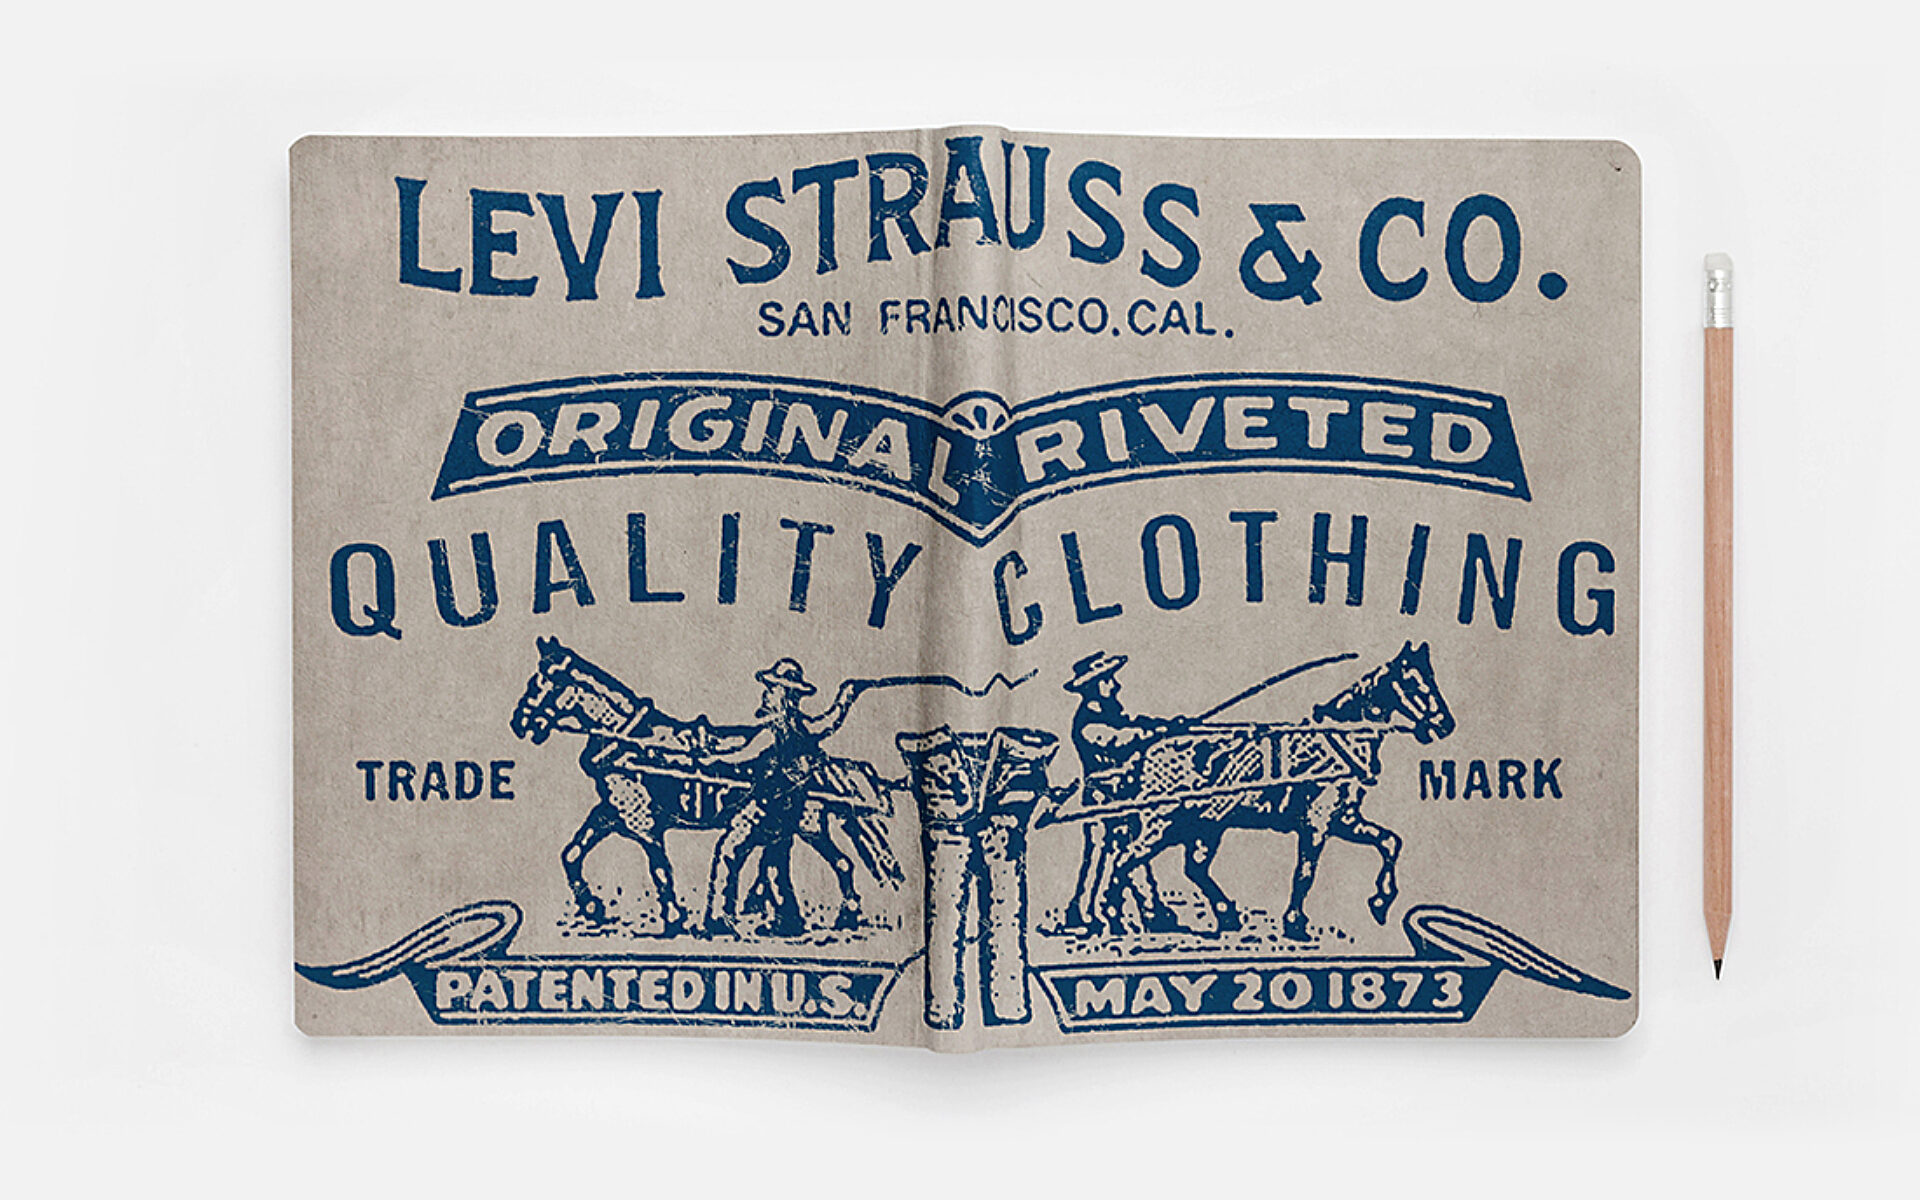 LEVI STRAUSS & CO.
SAN FRANCISCO.CAL.
ORIGINAL RIVETED
QUALITY CLOTHING
TRADE MARK
PATENTED IN U.S. MAY 20 1873